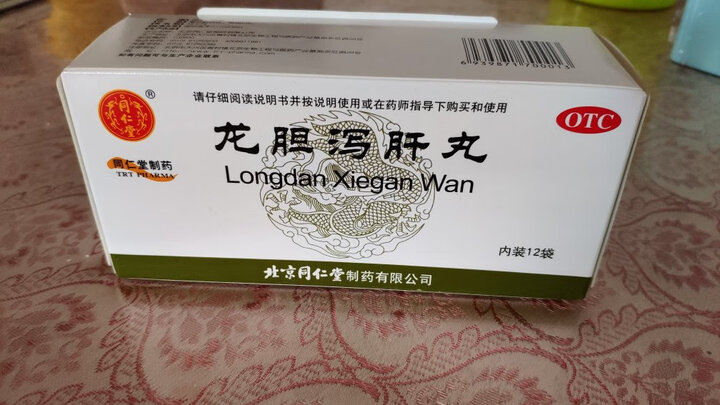 6939871700013
同仁堂
®
同仁堂制药
TRT PHARMA
请仔细阅读说明书并按说明使用或在药师指导下购买和使用
OTC
龙胆泻肝丸
Longdan Xiegan Wan
内装12袋
北京同仁堂制药有限公司